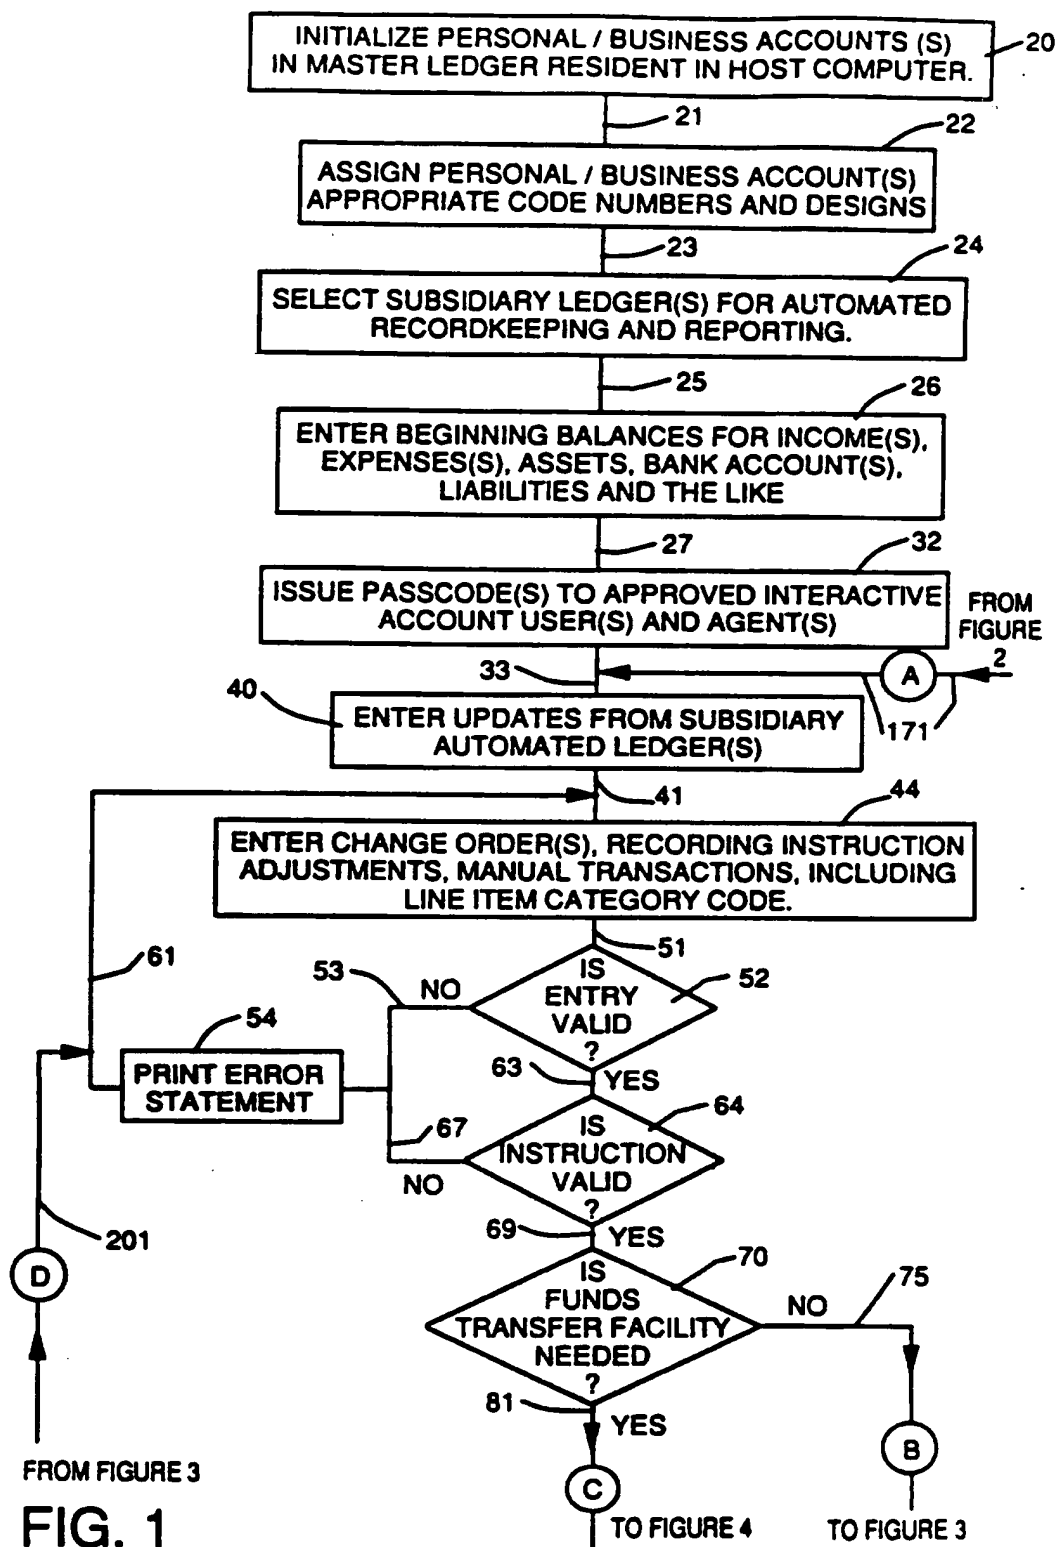 INITIALIZE PERSONAL / BUSINESS ACCOUNTS (S)
IN MASTER LEDGER RESIDENT IN HOST COMPUTER.
20
21
22
ASSIGN PERSONAL / BUSINESS ACCOUNT(S)
APPROPRIATE CODE NUMBERS AND DESIGNS
23
24
SELECT SUBSIDIARY LEDGER(S) FOR AUTOMATED
RECORDKEEPING AND REPORTING.
25
26
ENTER BEGINNING BALANCES FOR INCOME(S),
EXPENSES(S), ASSETS, BANK ACCOUNT(S),
LIABILITIES AND THE LIKE
27
32
ISSUE PASSCODE(S) TO APPROVED INTERACTIVE
ACCOUNT USER(S) AND AGENT(S)
FROM
FIGURE
2
33
A
171
40
ENTER UPDATES FROM SUBSIDIARY
AUTOMATED LEDGER(S)
41
44
ENTER CHANGE ORDER(S), RECORDING INSTRUCTION
ADJUSTMENTS, MANUAL TRANSACTIONS, INCLUDING
LINE ITEM CATEGORY CODE.
51
61
53
NO
IS
ENTRY
VALID
?
52
54
PRINT ERROR
STATEMENT
63
YES
64
67
NO
IS
INSTRUCTION
VALID
?
69
YES
201
D
70
IS
FUNDS
TRANSFER FACILITY
NEEDED
?
NO
75
81
YES
B
C
FROM FIGURE 3
FIG. 1
TO FIGURE 4
TO FIGURE 3